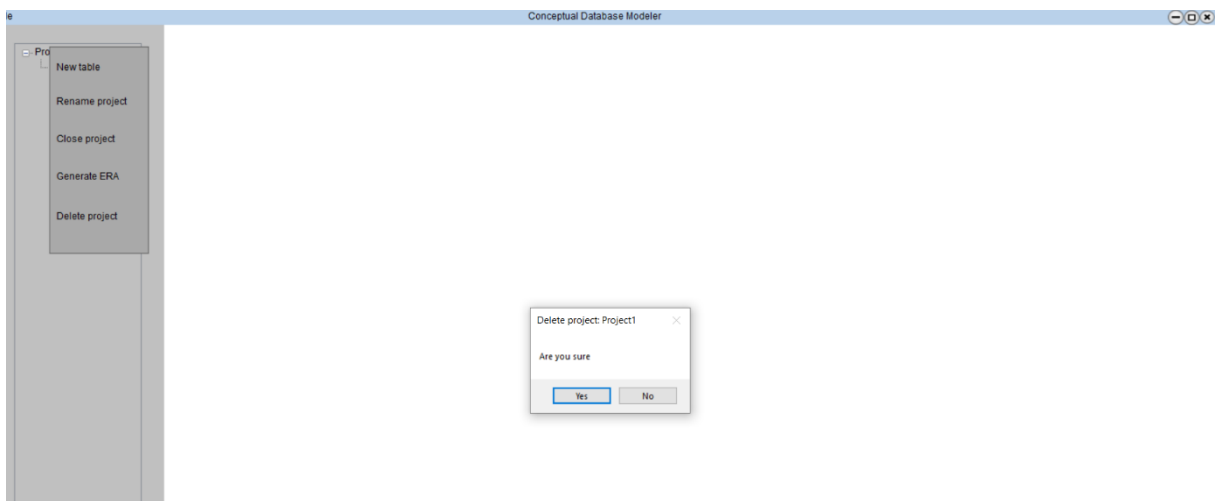 le
Conceptual Database Modeler
Pro
New table
Rename project
Close project
Generate ERA
Delete project
Delete project: Project1
Are you sure
Yes
No